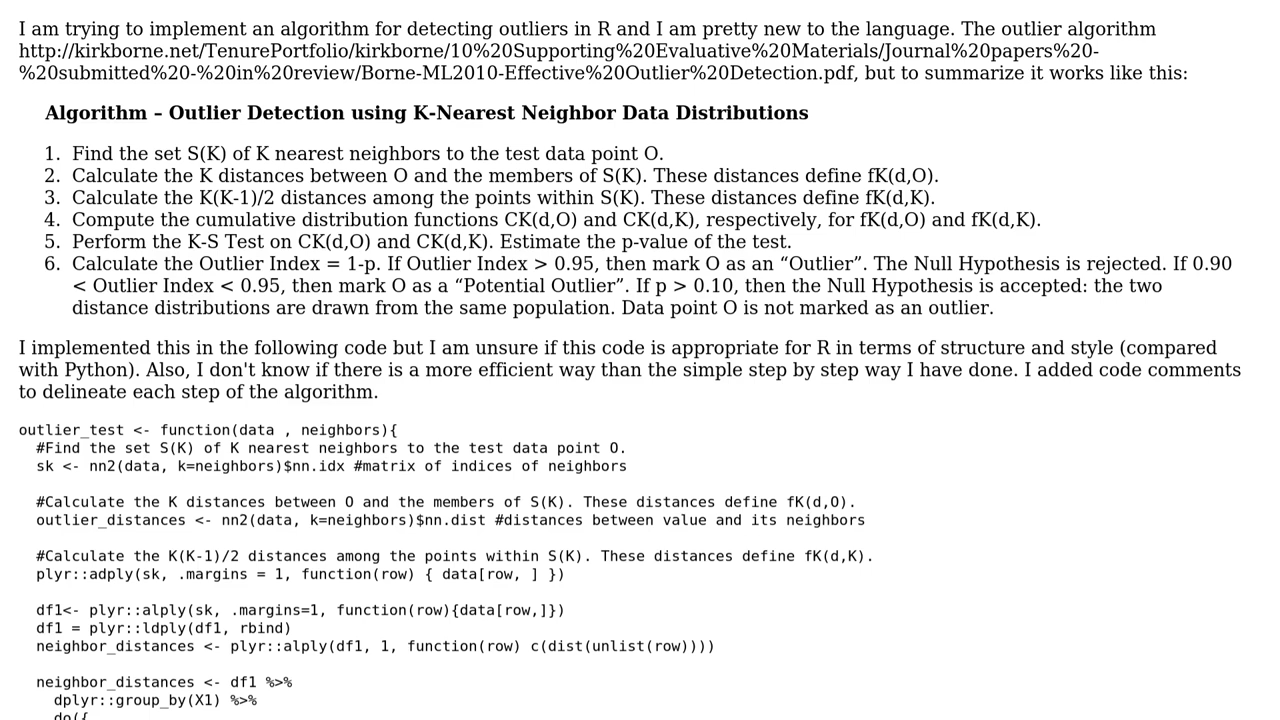 I am trying to implement an algorithm for detecting outliers in R and I am pretty new to the language. The outlier algorithm
http://kirkborne.net/TenurePortfolio/kirkborne/10%20Supporting%20Evaluative%20Materials/Journal%20papers%20-
%20submitted%20-%20in%20review/Borne-ML2010-Effective%20Outlier%20Detection.pdf, but to summarize it works like this:
Algorithm – Outlier Detection using K-Nearest Neighbor Data Distributions
1. Find the set S(K) of K nearest neighbors to the test data point O.
2. Calculate the K distances between O and the members of S(K). These distances define fK(d,O).
3. Calculate the K(K-1)/2 distances among the points within S(K). These distances define fK(d,K).
4. Compute the cumulative distribution functions CK(d,O) and CK(d,K), respectively, for fK(d,O) and fK(d,K).
5. Perform the K-S Test on CK(d,O) and CK(d,K). Estimate the p-value of the test.
6. Calculate the Outlier Index = 1-p. If Outlier Index > 0.95, then mark O as an “Outlier”. The Null Hypothesis is rejected. If 0.90
< Outlier Index < 0.95, then mark O as a “Potential Outlier”. If p > 0.10, then the Null Hypothesis is accepted: the two
distance distributions are drawn from the same population. Data point O is not marked as an outlier.
I implemented this in the following code but I am unsure if this code is appropriate for R in terms of structure and style (compared
with Python). Also, I don't know if there is a more efficient way than the simple step by step way I have done. I added code comments
to delineate each step of the algorithm.
outlier_test <- function(data , neighbors){
  #Find the set S(K) of K nearest neighbors to the test data point O.
  sk <- nn2(data, k=neighbors)$nn.idx #matrix of indices of neighbors
  #Calculate the K distances between O and the members of S(K). These distances define fK(d,O).
  outlier_distances <- nn2(data, k=neighbors)$nn.dist #distances between value and its neighbors
  #Calculate the K(K-1)/2 distances among the points within S(K). These distances define fK(d,K).
  plyr::adply(sk, .margins = 1, function(row) { data[row, ] })
  df1<- plyr::alply(sk, .margins=1, function(row){data[row,]})
  df1 = plyr::ldply(df1, rbind)
  neighbor_distances <- plyr::alply(df1, 1, function(row) c(dist(unlist(row))))
  neighbor_distances <- df1 %>%
    dplyr::group_by(X1) %>%
    do({